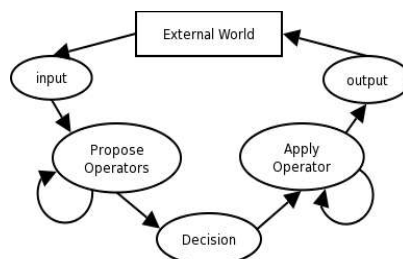 External World
input
output
Propose
Operators
Apply
Operator
Decision